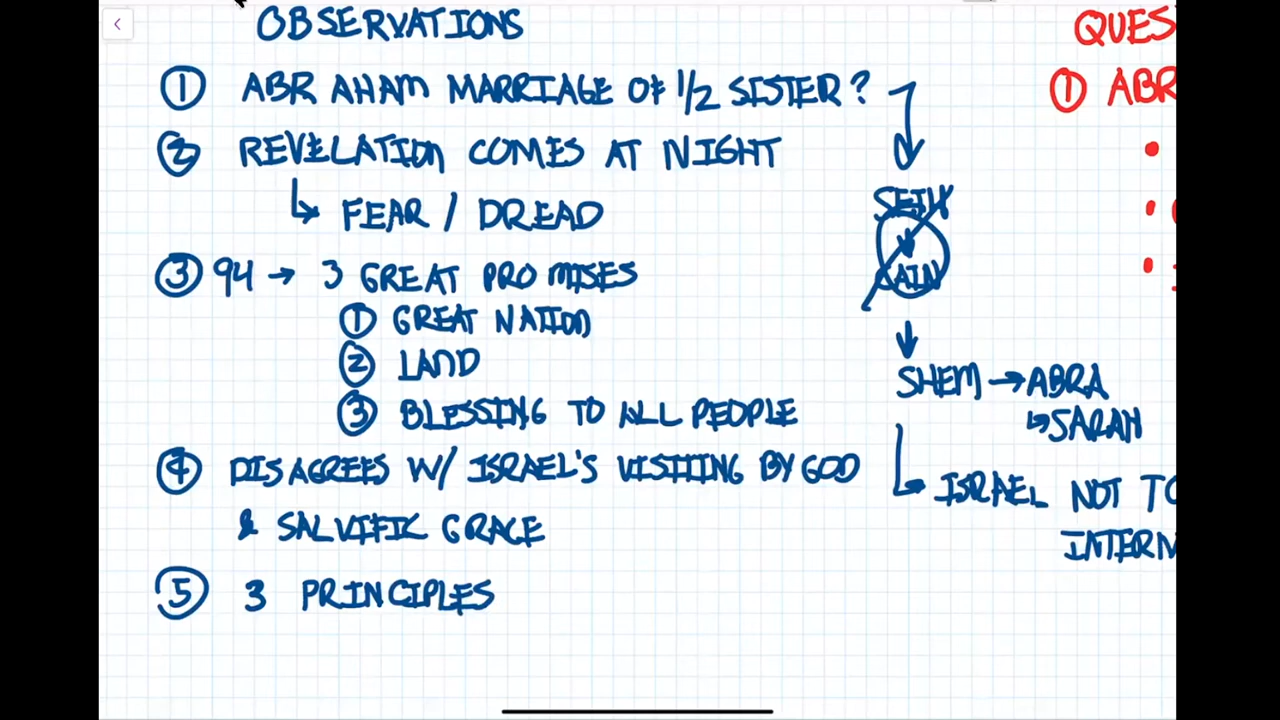 OBSERVATIONS
① ABRAHAM MARRIAGE OF 1/2 SISTER?
② REVELATION COMES AT NIGHT
↳ FEAR / DREAD
③ 94 → 3 GREAT PROMISES
① GREAT NATION
② LAND
③ BLESSING TO ALL PEOPLE
④ DISAGREES W/ ISRAEL'S VISITING BY GOD
& SALVIFIC GRACE
⑤ 3 PRINCIPLES
SETH
↓
CAIN
↓
SHEM → ABRA
↳ SARAH
↳ ISRAEL NOT TO
INTERM
QUES
① ABR